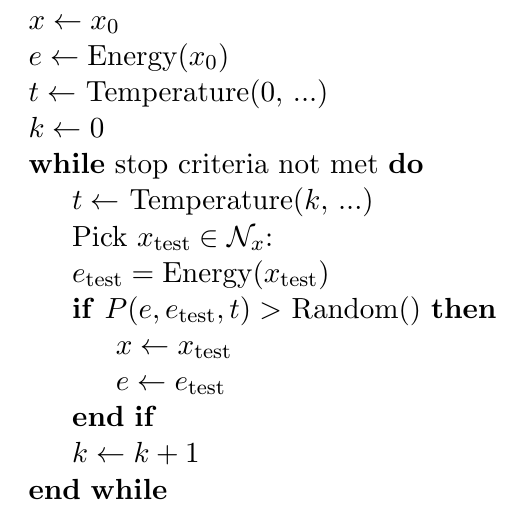 x ← x₀
e ← Energy(x₀)
t ← Temperature(0, ...)
k ← 0
while stop criteria not met do
t ← Temperature(k, ...)
Pick x_test ∈ 𝒩ₓ:
e_test = Energy(x_test)
if P(e, e_test, t) > Random() then
x ← x_test
e ← e_test
end if
k ← k + 1
end while